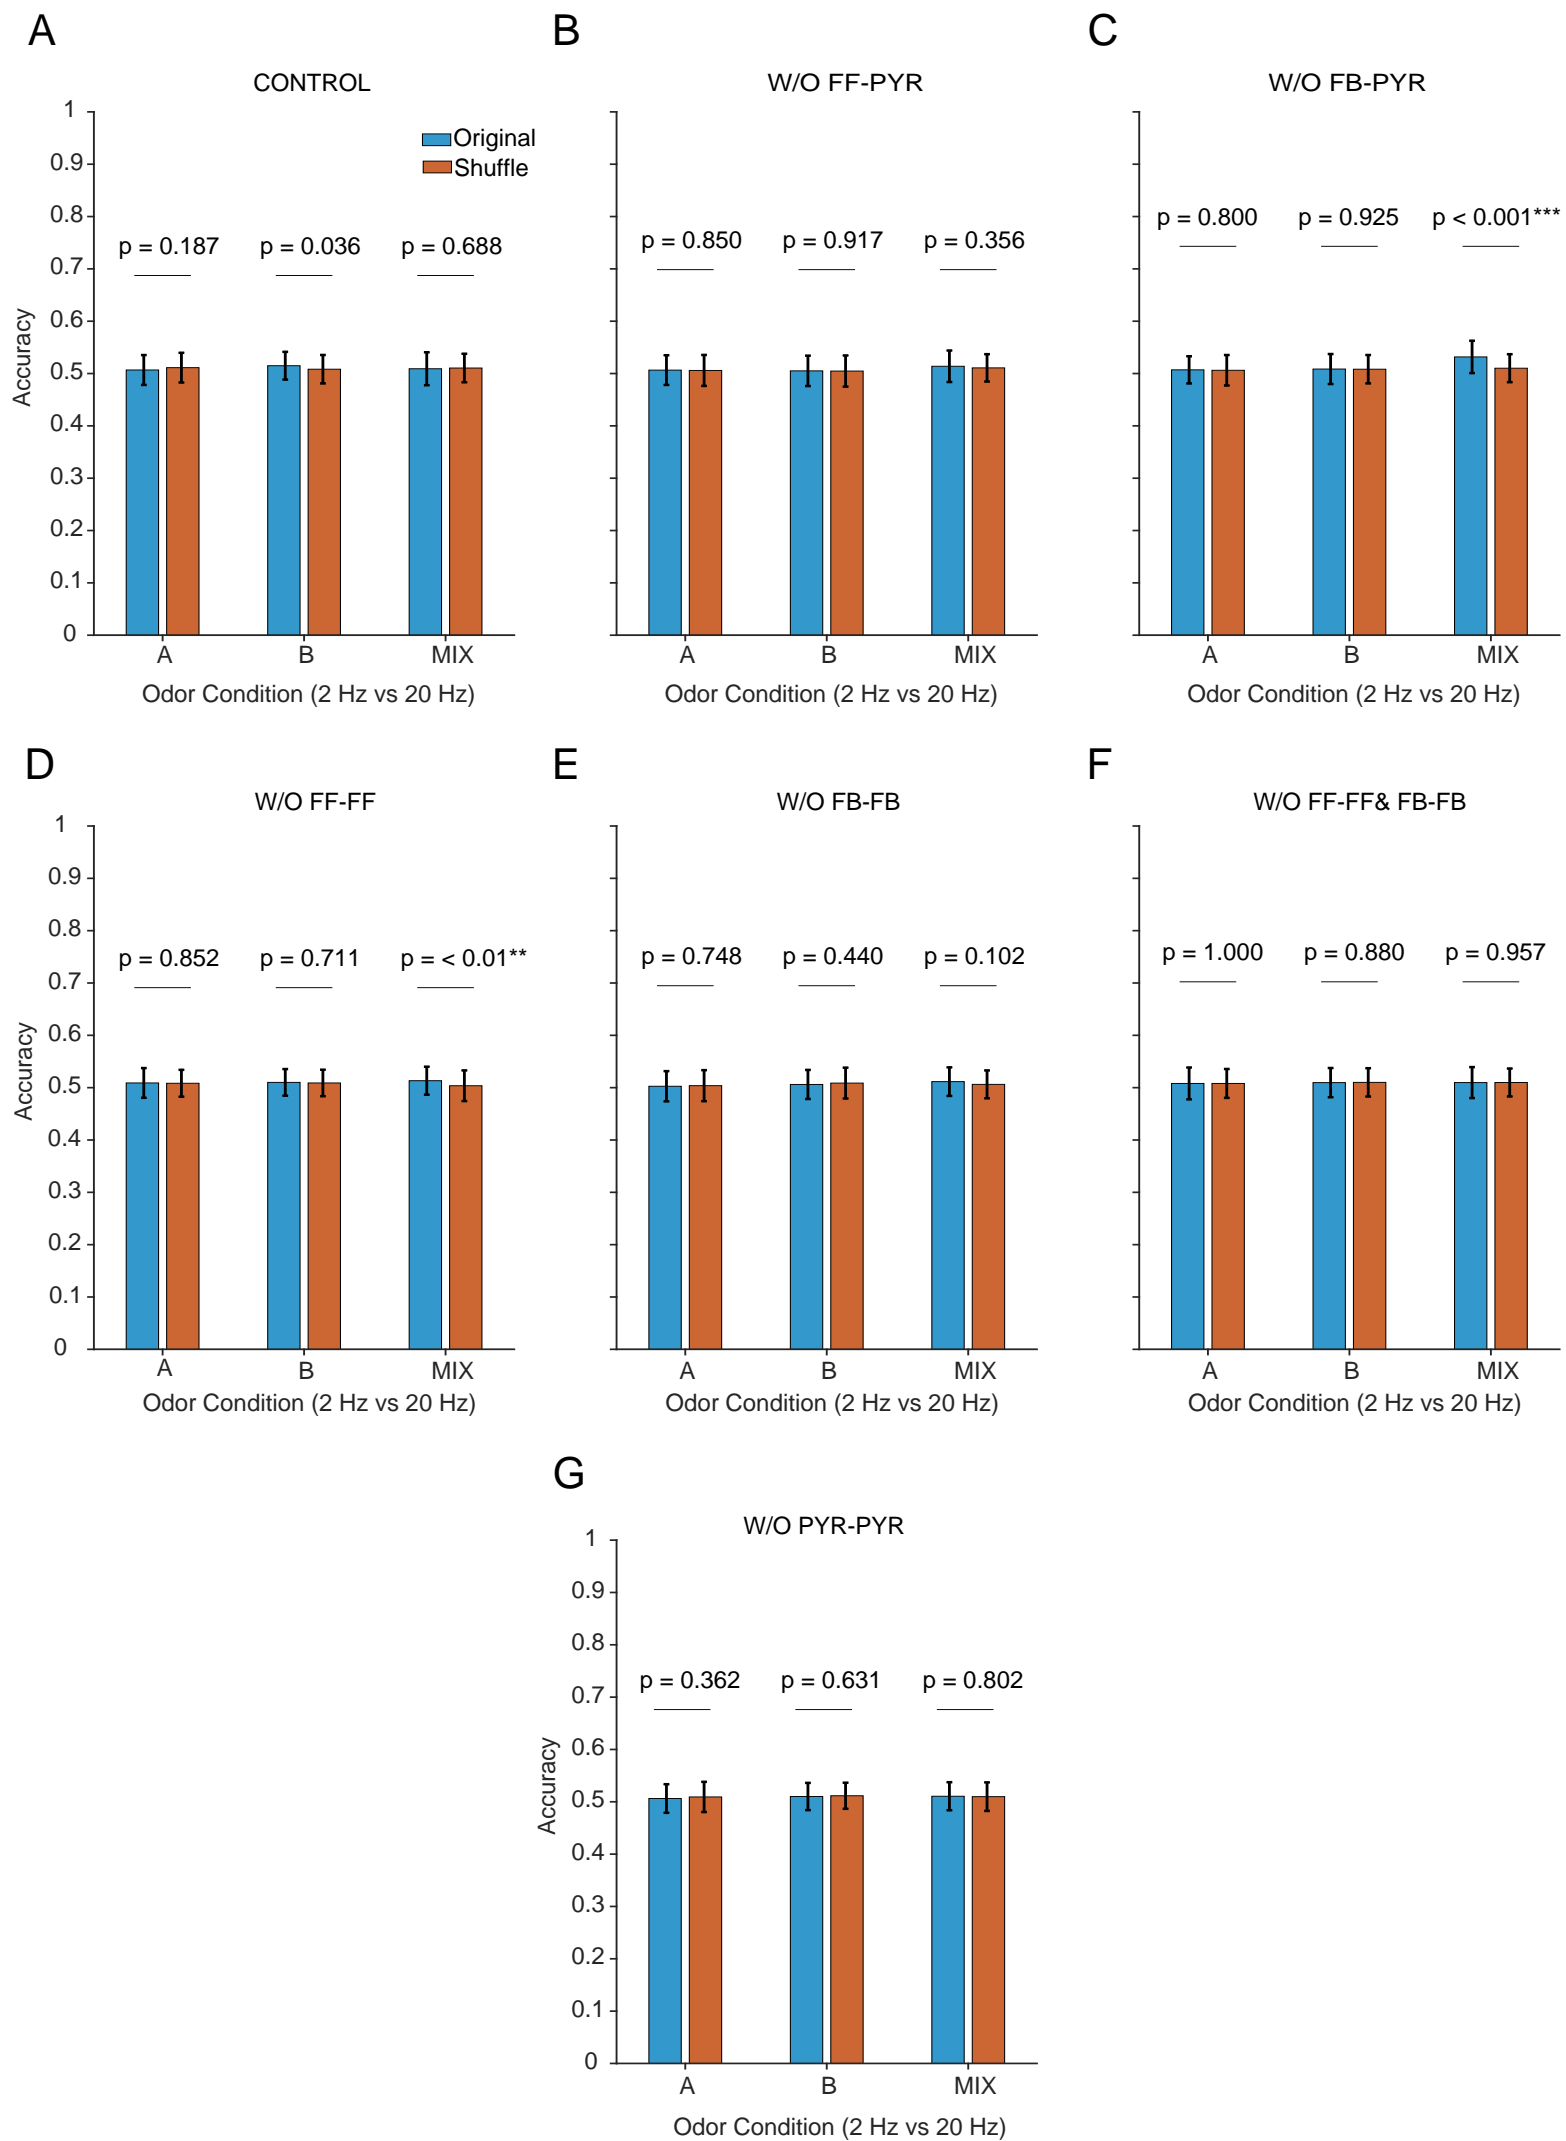 A
CONTROL
1
0.9
0.8
0.7
0.6
0.5
0.4
0.3
0.2
0.1
0
Accuracy
Original
Shuffle
p = 0.187
p = 0.036
p = 0.688
A
B
MIX
Odor Condition (2 Hz vs 20 Hz)
B
W/O FF-PYR
p = 0.850
p = 0.917
p = 0.356
A
B
MIX
Odor Condition (2 Hz vs 20 Hz)
C
W/O FB-PYR
p = 0.800
p = 0.925
p < 0.001***
A
B
MIX
Odor Condition (2 Hz vs 20 Hz)
D
W/O FF-FF
1
0.9
0.8
0.7
0.6
0.5
0.4
0.3
0.2
0.1
0
Accuracy
p = 0.852
p = 0.711
p = < 0.01**
A
B
MIX
Odor Condition (2 Hz vs 20 Hz)
E
W/O FB-FB
p = 0.748
p = 0.440
p = 0.102
A
B
MIX
Odor Condition (2 Hz vs 20 Hz)
F
W/O FF-FF& FB-FB
p = 1.000
p = 0.880
p = 0.957
A
B
MIX
Odor Condition (2 Hz vs 20 Hz)
G
W/O PYR-PYR
1
0.9
0.8
0.7
0.6
0.5
0.4
0.3
0.2
0.1
0
Accuracy
p = 0.362
p = 0.631
p = 0.802
A
B
MIX
Odor Condition (2 Hz vs 20 Hz)